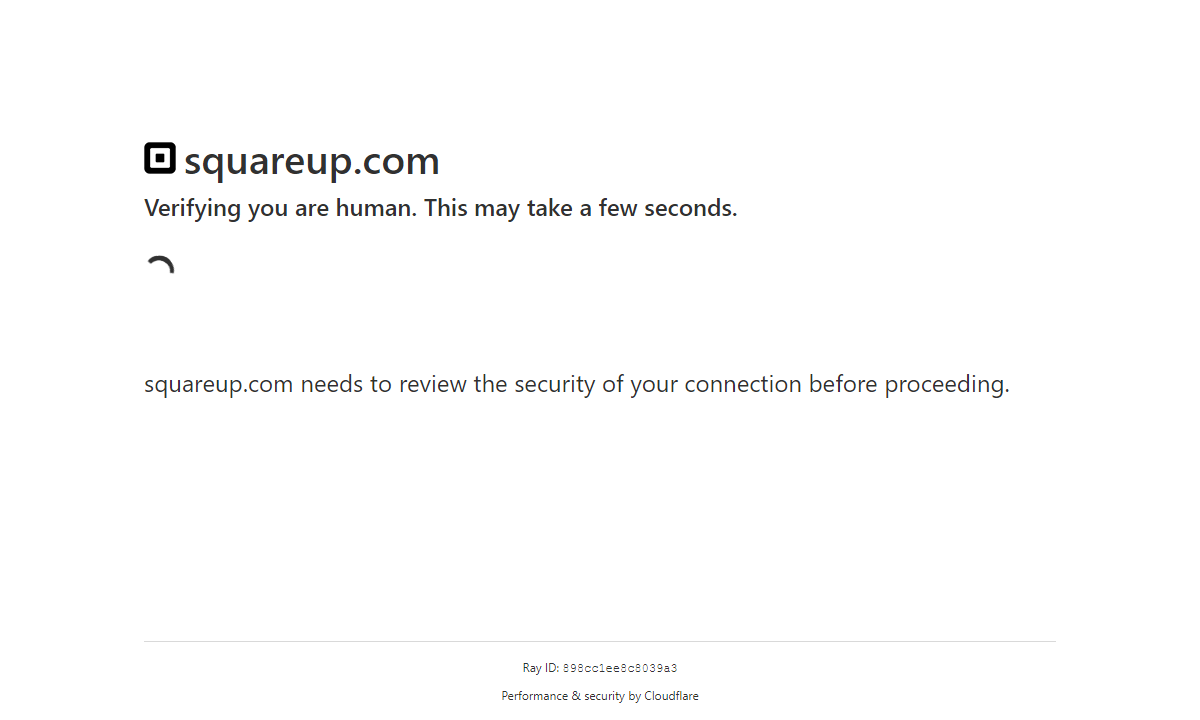 squareup.com
Verifying you are human. This may take a few seconds.
squareup.com needs to review the security of your connection before proceeding.
Ray ID: 898cc1ee8c8039a3
Performance & security by Cloudflare